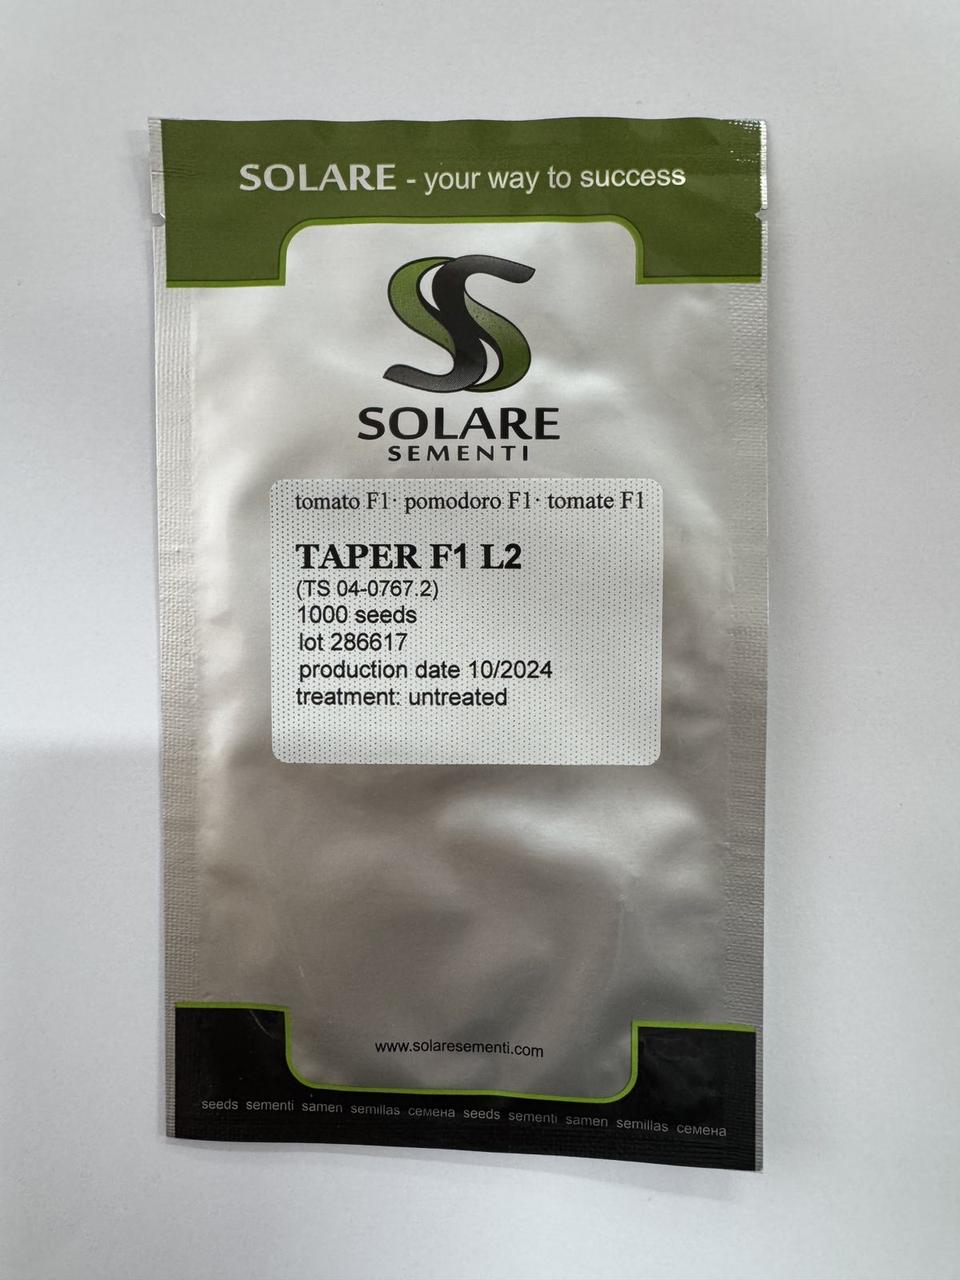 SOLARE - your way to success
SOLARE
SEMENTI
tomato F1· pomodoro F1· tomate F1
TAPER F1 L2
(TS 04-0767.2)
1000 seeds
lot 286617
production date 10/2024
treatment: untreated
www.solaresementi.com
seeds sementi samen semillas семена seeds sementi samen semillas семена